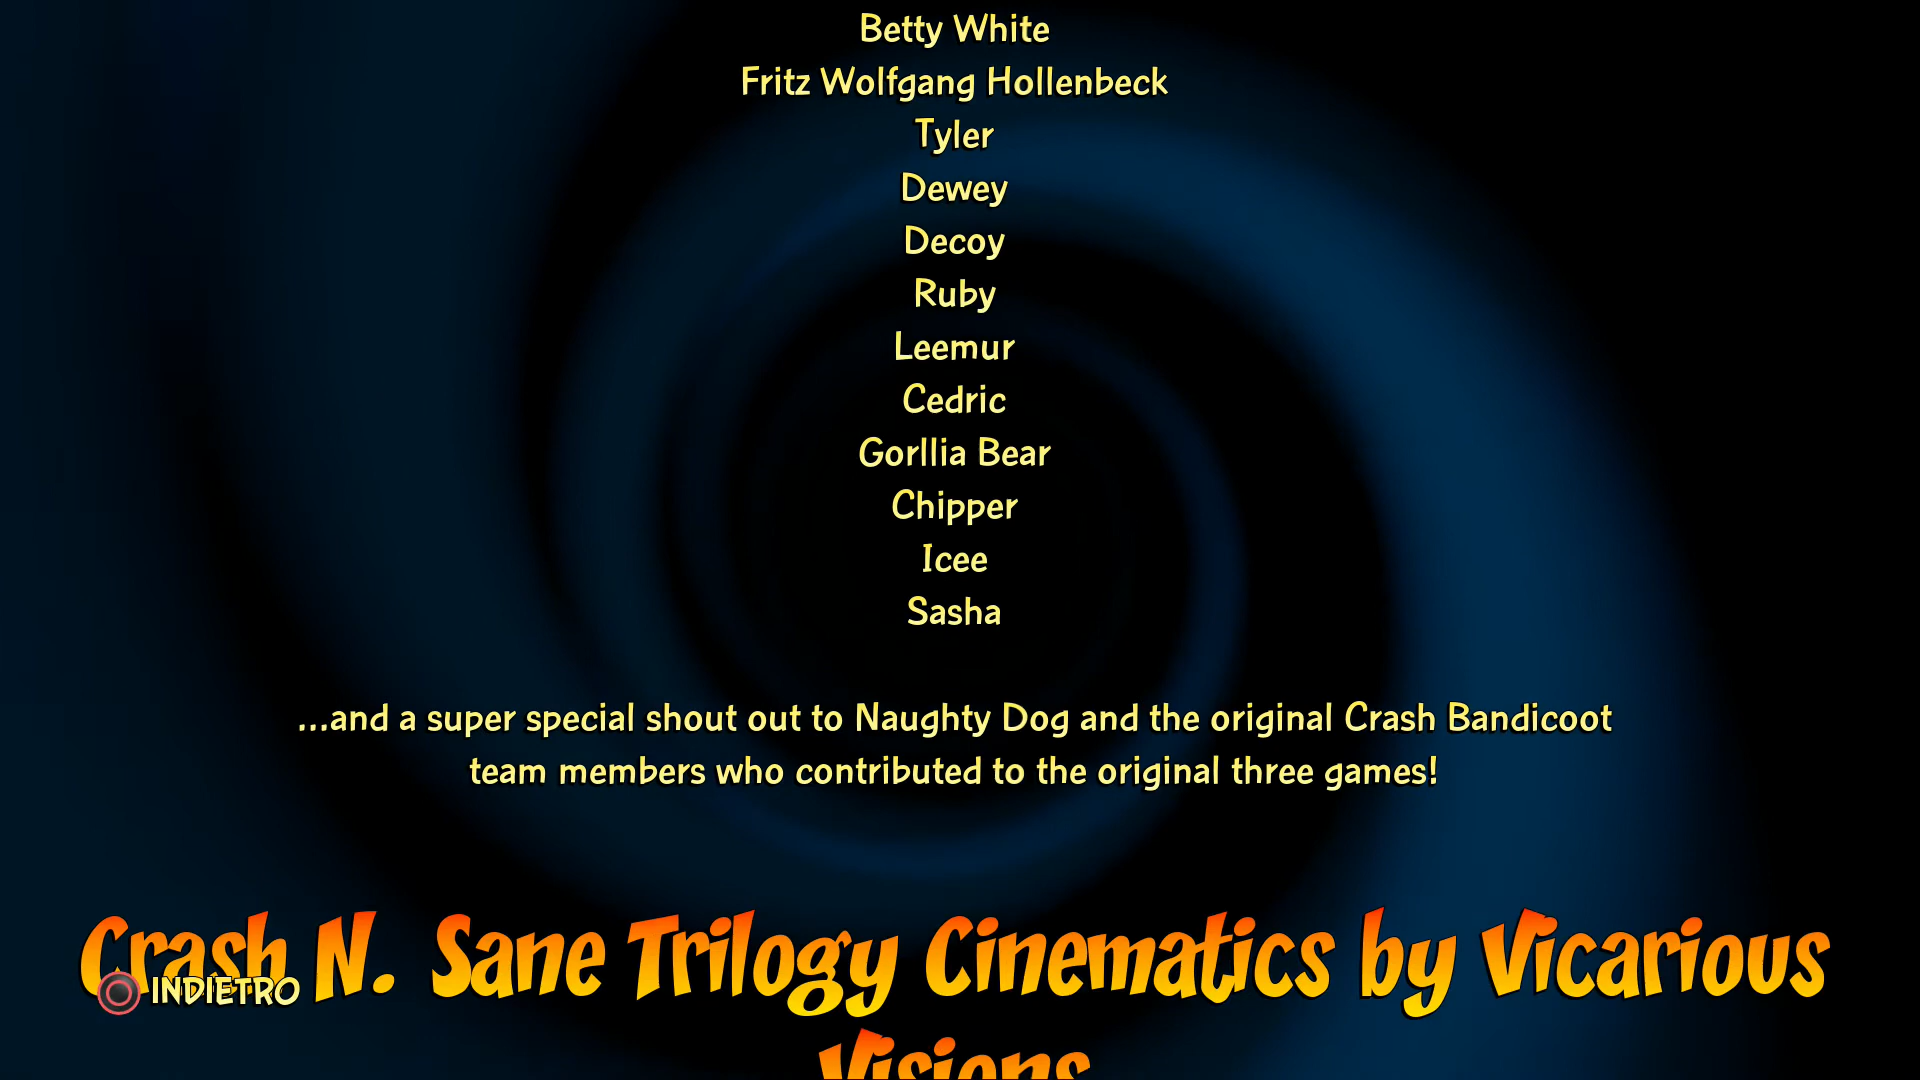 Betty White
Fritz Wolfgang Hollenbeck
Tyler
Dewey
Decoy
Ruby
Leemur
Cedric
Gorllia Bear
Chipper
Icee
Sasha
...and a super special shout out to Naughty Dog and the original Crash Bandicoot
team members who contributed to the original three games!
Crash N. Sane Trilogy Cinematics by Vicarious
INDIETRO
Visions